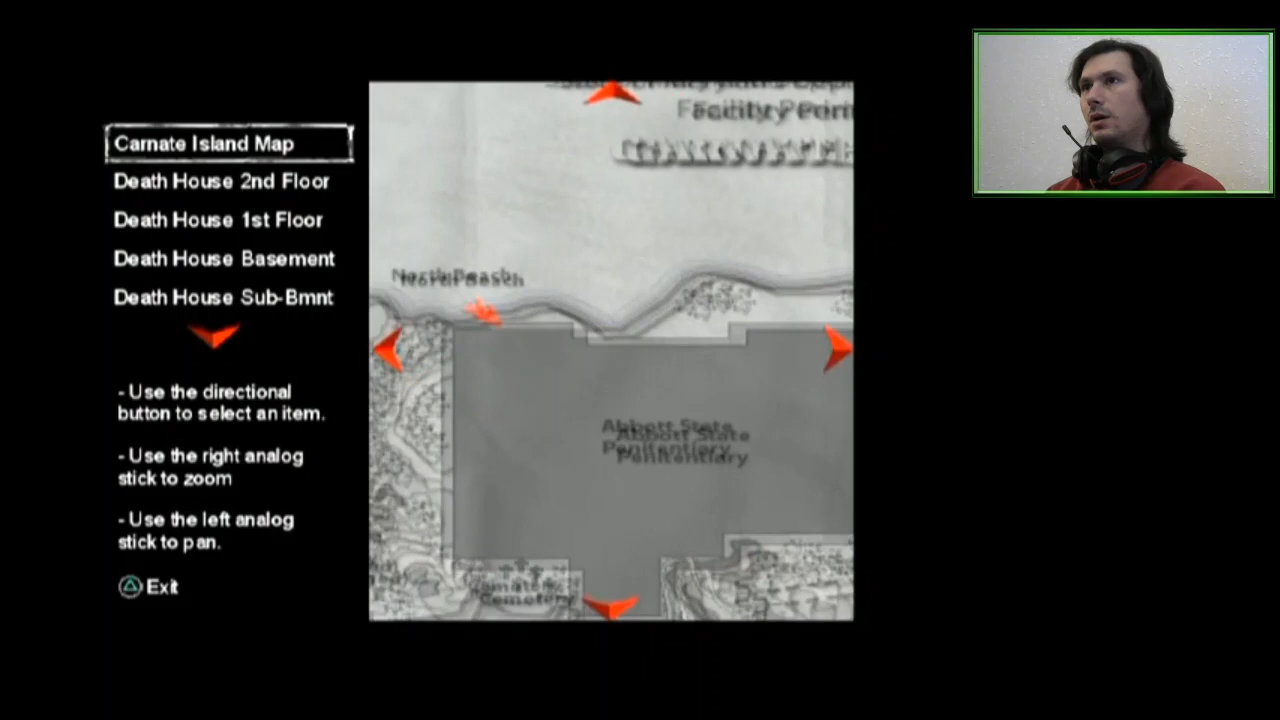 Carnate Island Map
Death House 2nd Floor
Death House 1st Floor
Death House Basement
Death House Sub-Bmnt
- Use the directional
button to select an item.
- Use the right analog
stick to zoom
- Use the left analog
stick to pan.
Exit
Facility Perim
North Beach
Abbott State
Penitentiary
Cemetery